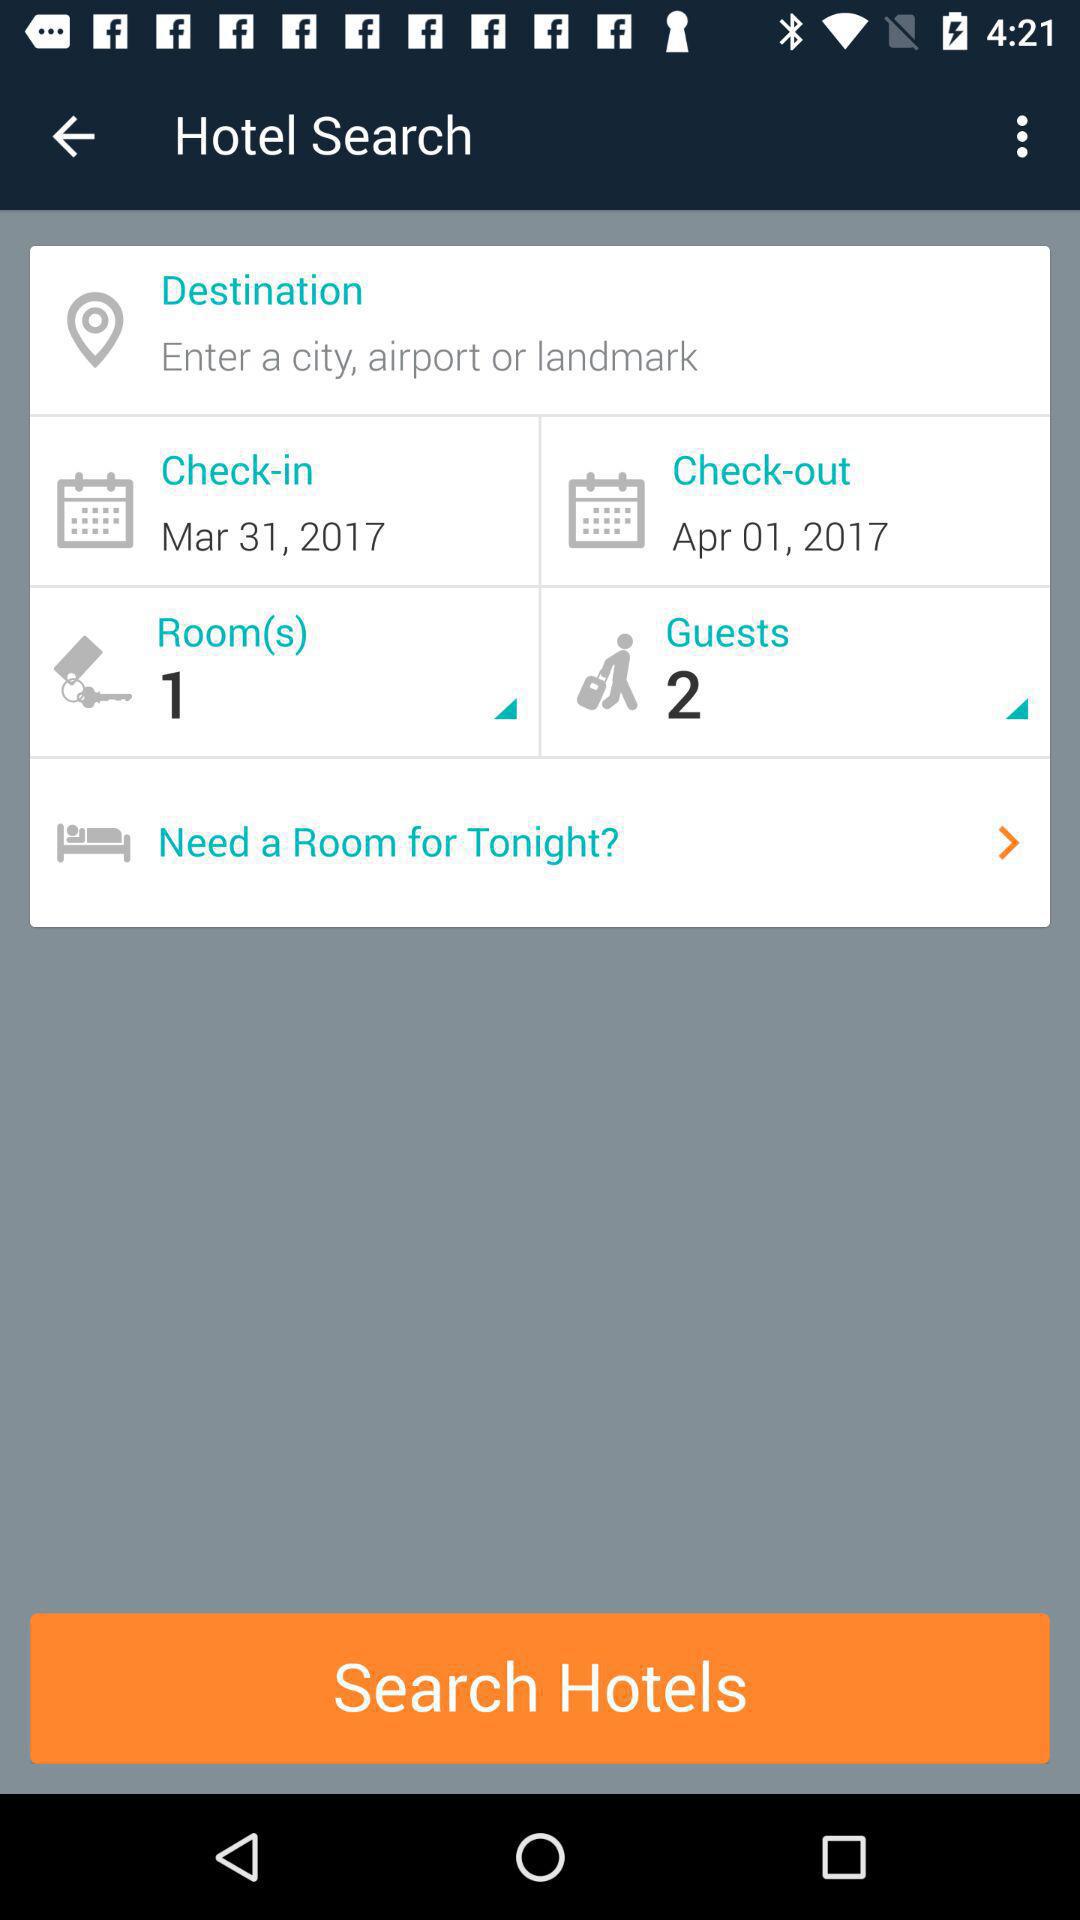 4:21
Hotel Search
Destination
Enter a city, airport or landmark
Check-in
Mar 31, 2017
Check-out
Apr 01, 2017
Room(s)
1
Guests
2
Need a Room for Tonight?
Search Hotels